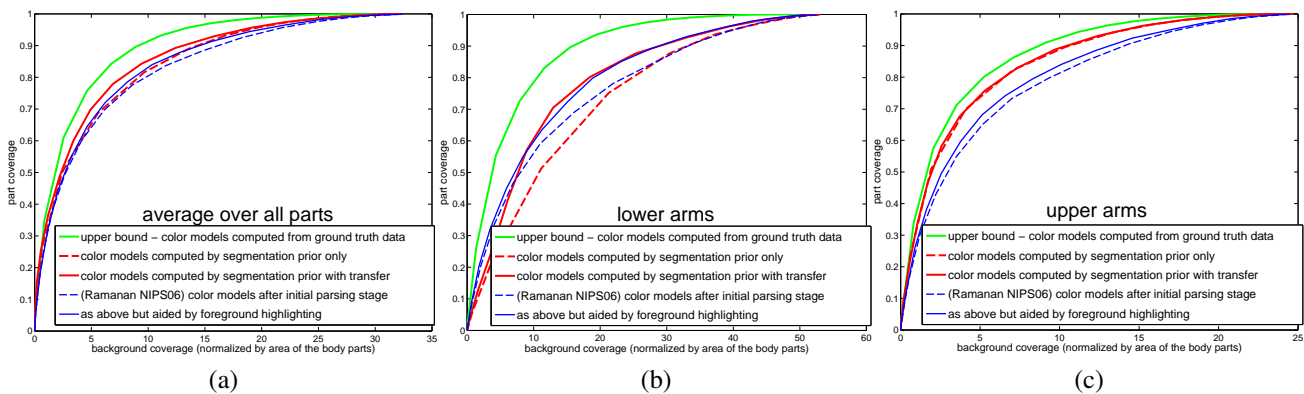 1
0.9
0.8
0.7
0.6
0.5
0.4
0.3
0.2
0.1
0
part coverage
average over all parts
upper bound – color models computed from ground truth data
color models computed by segmentation prior only
color models computed by segmentation prior with transfer
(Ramanan NIPS06) color models after initial parsing stage
as above but aided by foreground highlighting
0 5 10 15 20 25 30 35
background coverage (normalized by area of the body parts)
(a)
1
0.9
0.8
0.7
0.6
0.5
0.4
0.3
0.2
0.1
0
part coverage
lower arms
upper bound – color models computed from ground truth data
color models computed by segmentation prior only
color models computed by segmentation prior with transfer
(Ramanan NIPS06) color models after initial parsing stage
as above but aided by foreground highlighting
0 10 20 30 40 50 60
background coverage (normalized by area of the body parts)
(b)
1
0.9
0.8
0.7
0.6
0.5
0.4
0.3
0.2
0.1
0
part coverage
upper arms
upper bound – color models computed from ground truth data
color models computed by segmentation prior only
color models computed by segmentation prior with transfer
(Ramanan NIPS06) color models after initial parsing stage
as above but aided by foreground highlighting
0 5 10 15 20 25
background coverage (normalized by area of the body parts)
(c)